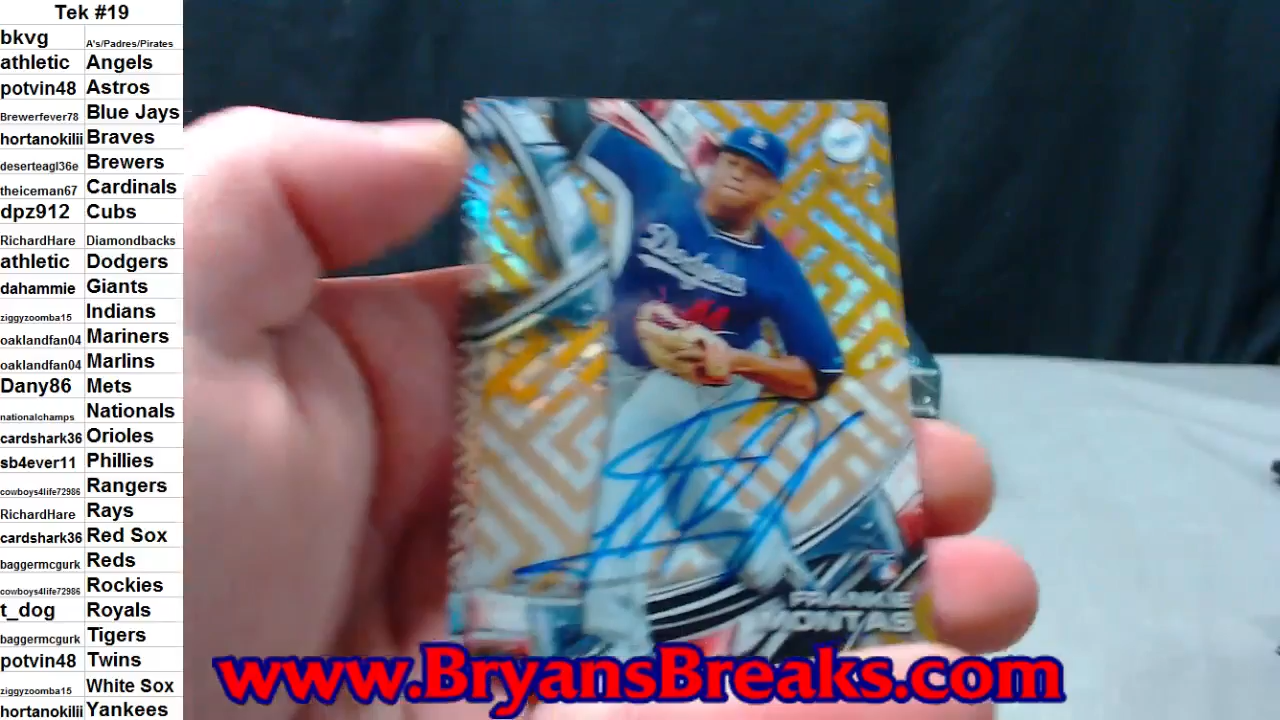 Tek #19
bkvg A's/Padres/Pirates
athletic Angels
potvin48 Astros
Brewerfever78 Blue Jays
hortanokilii Braves
deserteagl36e Brewers
theiceman67 Cardinals
dpz912 Cubs
RichardHare Diamondbacks
athletic Dodgers
dahammie Giants
ziggyzoomba15 Indians
oaklandfan04 Mariners
oaklandfan04 Marlins
Dany86 Mets
nationalchamps Nationals
cardshark36 Orioles
sb4ever11 Phillies
cowboys4life72986 Rangers
RichardHare Rays
cardshark36 Red Sox
baggermcgurk Reds
cowboys4life72986 Rockies
t_dog Royals
baggermcgurk Tigers
potvin48 Twins
ziggyzoomba15 White Sox
hortanokilii Yankees
Dodgers
FRANKIE
MONTAS
www.BryansBreaks.com